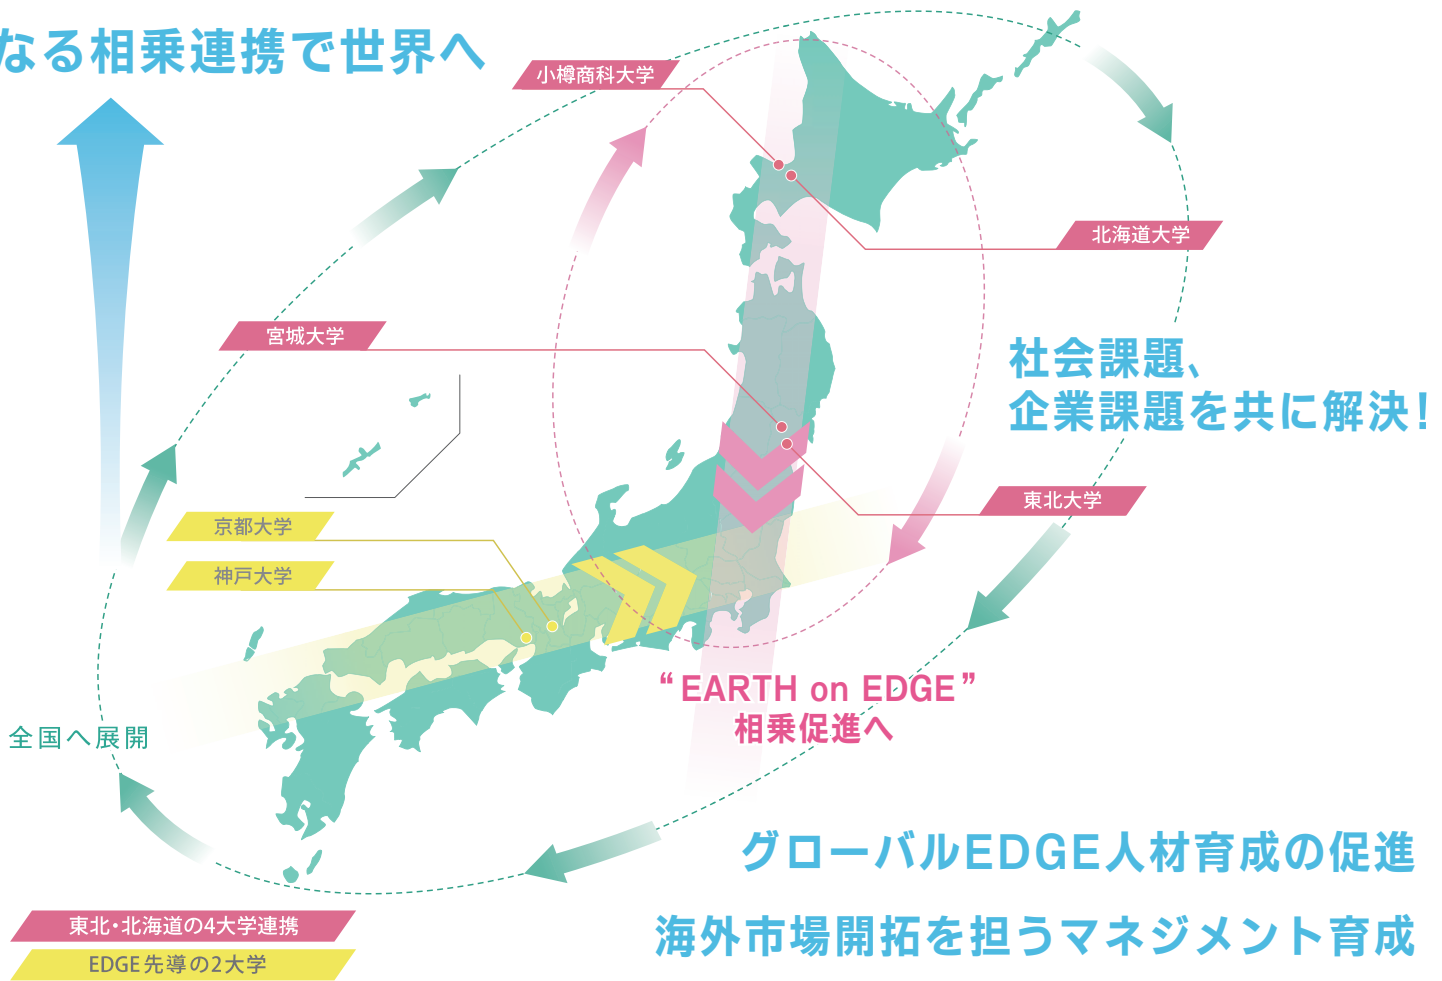 なる相乗連携で世界へ
小樽商科大学
北海道大学
宮城大学
社会課題、
企業課題を共に解決!
東北大学
京都大学
神戸大学
“EARTH on EDGE”
相乗促進へ
全国へ展開
グローバルEDGE人材育成の促進
海外市場開拓を担うマネジメント育成
東北・北海道の4大学連携
EDGE先導の2大学